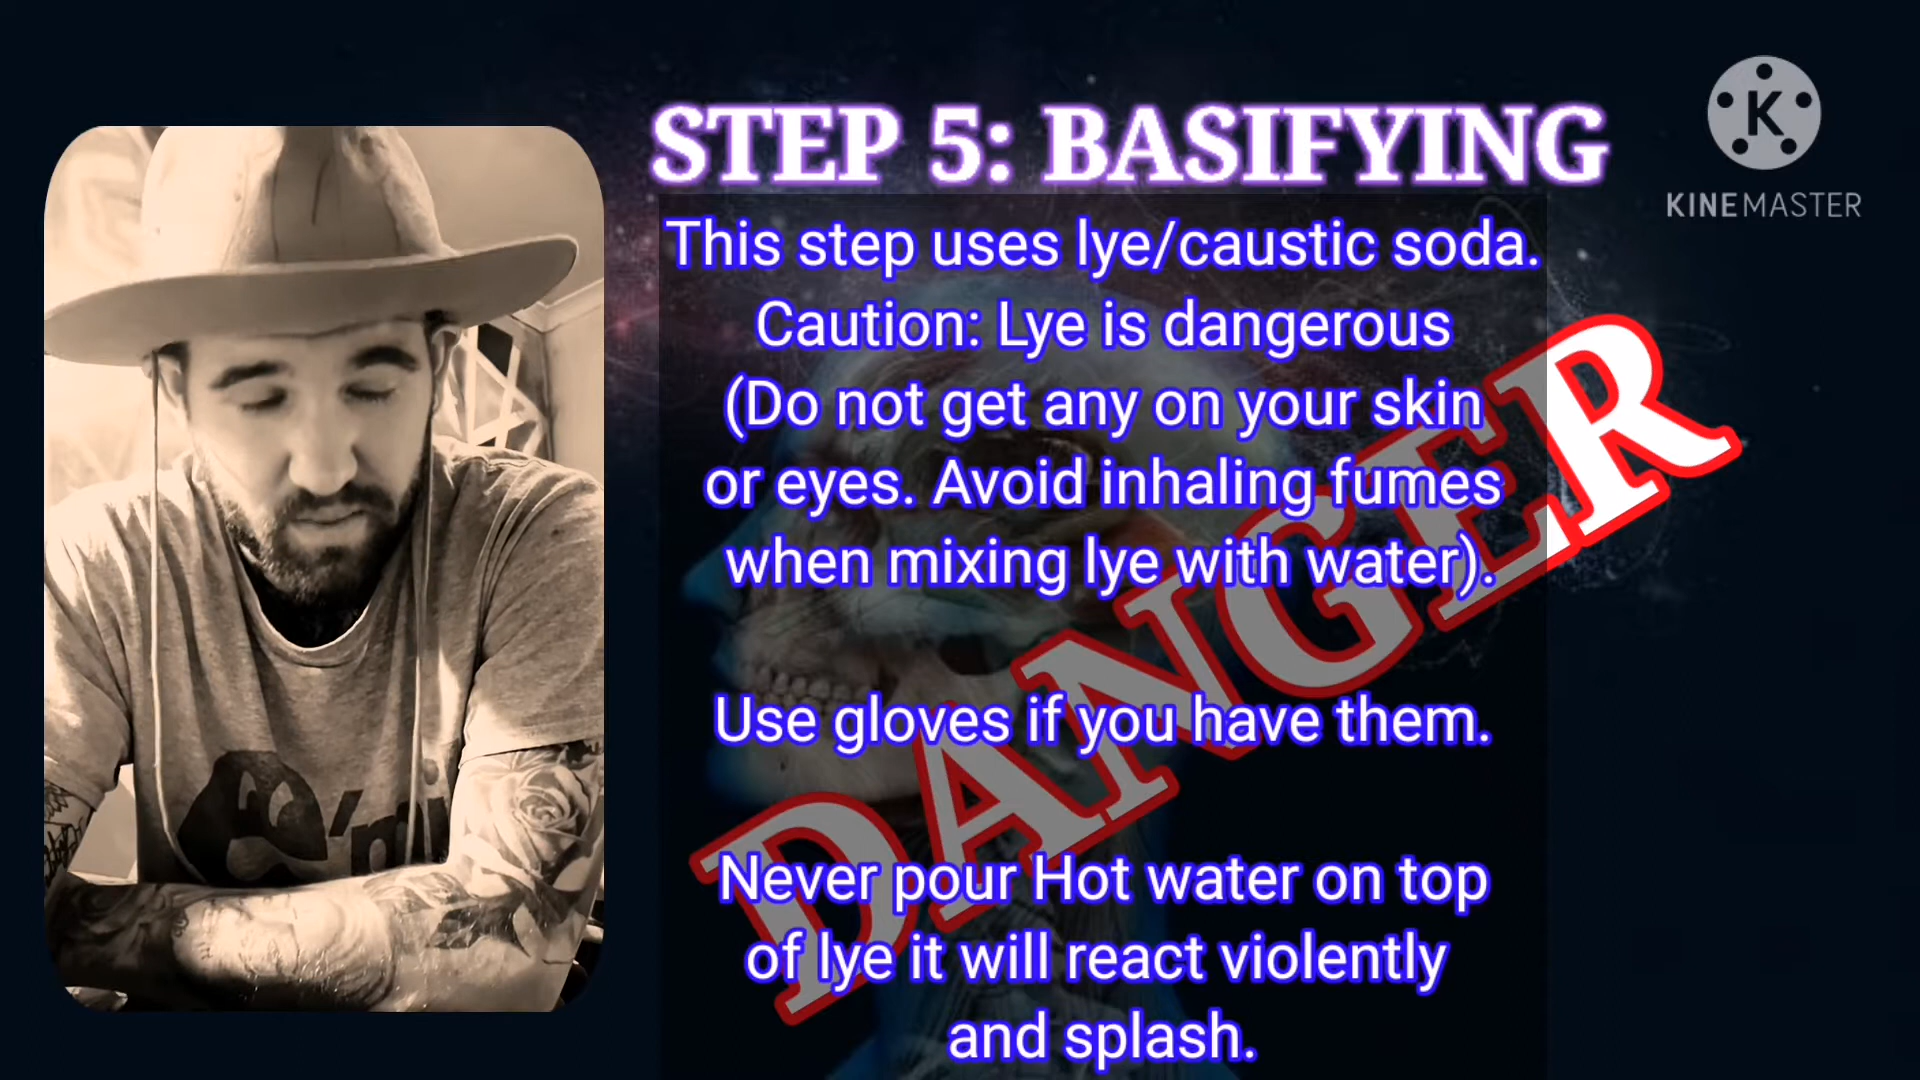 STEP 5: BASIFYING
KINEMASTER
This step uses lye/caustic soda.
Caution: Lye is dangerous
(Do not get any on your skin
or eyes. Avoid inhaling fumes
when mixing lye with water).
Use gloves if you have them.
Never pour Hot water on top
of lye it will react violently
and splash.
DANGER